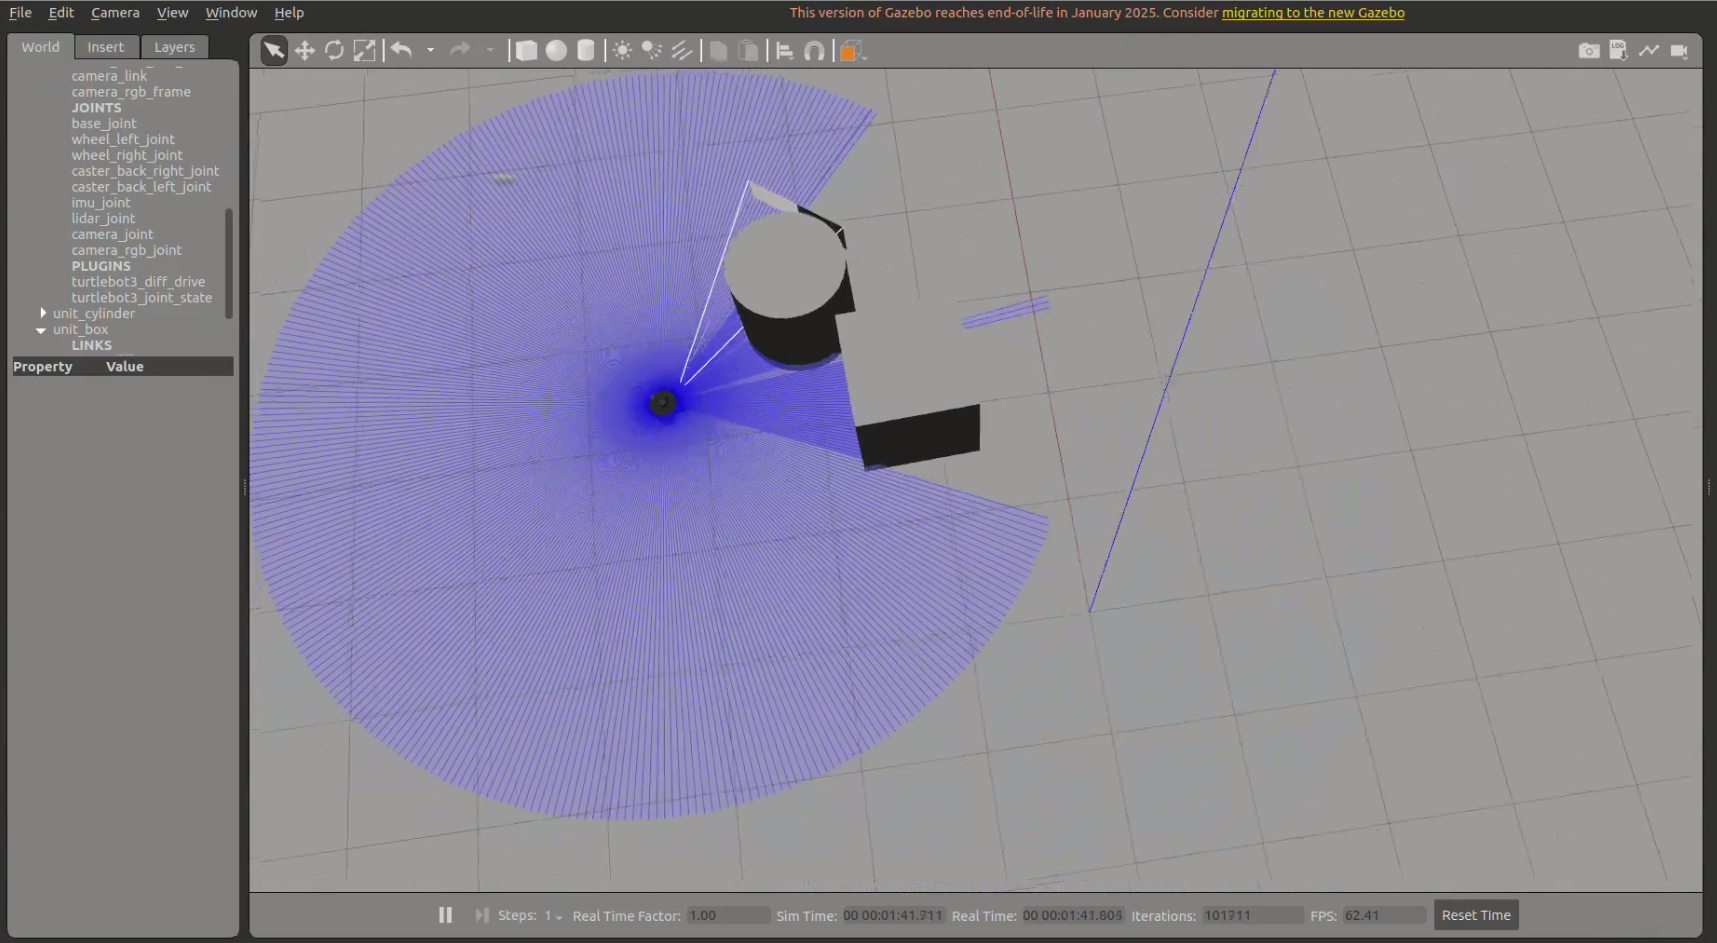 File Edit Camera View Window Help
This version of Gazebo reaches end-of-life in January 2025. Consider migrating to the new Gazebo
World Insert Layers
camera_link
camera_rgb_frame
JOINTS
base_joint
wheel_left_joint
wheel_right_joint
caster_back_right_joint
caster_back_left_joint
imu_joint
lidar_joint
camera_joint
camera_rgb_joint
PLUGINS
turtlebot3_diff_drive
turtlebot3_joint_state
unit_cylinder
unit_box
LINKS
Property Value
LOG
Steps: 1 Real Time Factor: 1.00 Sim Time: 00 00:01:41.711 Real Time: 00 00:01:41.806 Iterations: 101711 FPS: 62.41 Reset Time